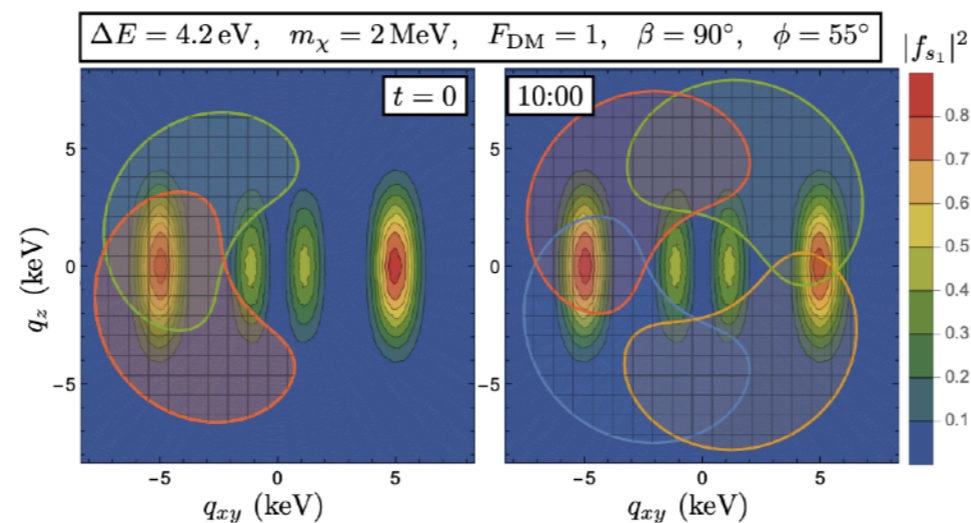 ΔE = 4.2 eV, m_χ = 2 MeV, F_DM = 1, β = 90°, ϕ = 55°
|f_{s_1}|^2
t = 0
10:00
0.8
0.7
0.6
0.5
0.4
0.3
0.2
0.1
5
0
−5
q_z (keV)
5
0
−5
−5 0 5
−5 0 5
q_{xy} (keV)
q_{xy} (keV)